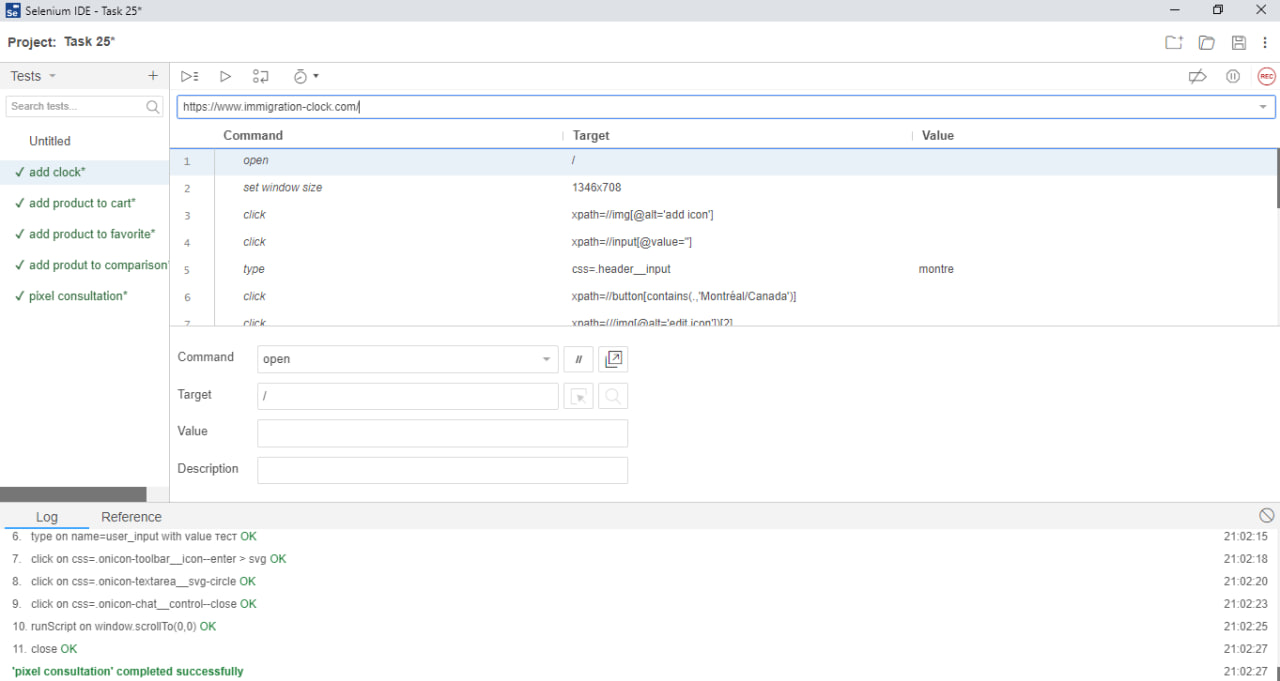 Se Selenium IDE - Task 25*
Project: Task 25*
Tests
REC
Search tests...
https://www.immigration-clock.com/
Command Target Value
Untitled
✓ add clock*
✓ add product to cart*
✓ add product to favorite*
✓ add produt to comparison*
✓ pixel consultation*
1 open /
2 set window size 1346x708
3 click xpath=//img[@alt='add icon']
4 click xpath=//input[@value='']
5 type css=.header__input montre
6 click xpath=//button[contains(.,'Montréal/Canada')]
7 click xpath=(//img[@alt='edit icon'])[2]
Command open //
Target /
Value
Description
Log Reference
6. type on name=user_input with value тест OK 21:02:15
7. click on css=.onicon-toolbar__icon--enter > svg OK 21:02:18
8. click on css=.onicon-textarea__svg-circle OK 21:02:20
9. click on css=.onicon-chat__control--close OK 21:02:23
10. runScript on window.scrollTo(0,0) OK 21:02:25
11. close OK 21:02:27
'pixel consultation' completed successfully 21:02:27